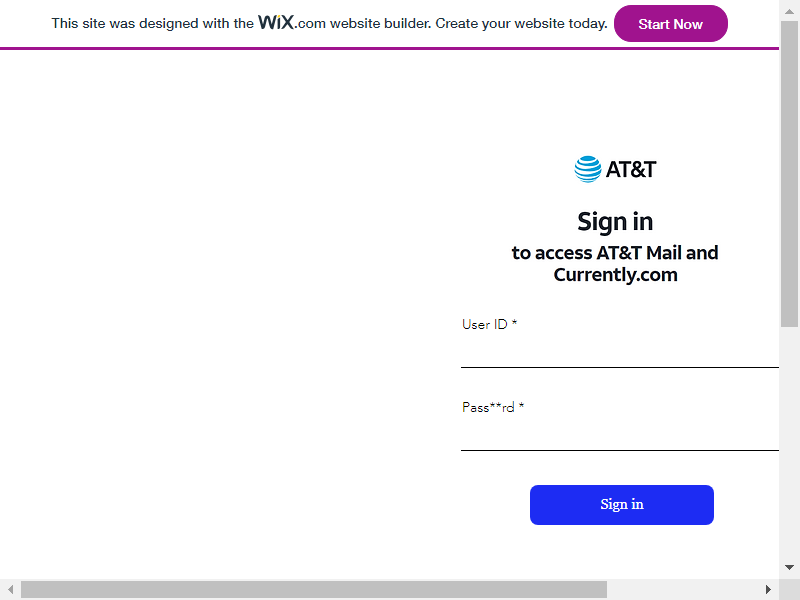 This site was designed with the WiX.com website builder. Create your website today. Start Now
AT&T
Sign in
to access AT&T Mail and
Currently.com
User ID *
Pass**rd *
Sign in